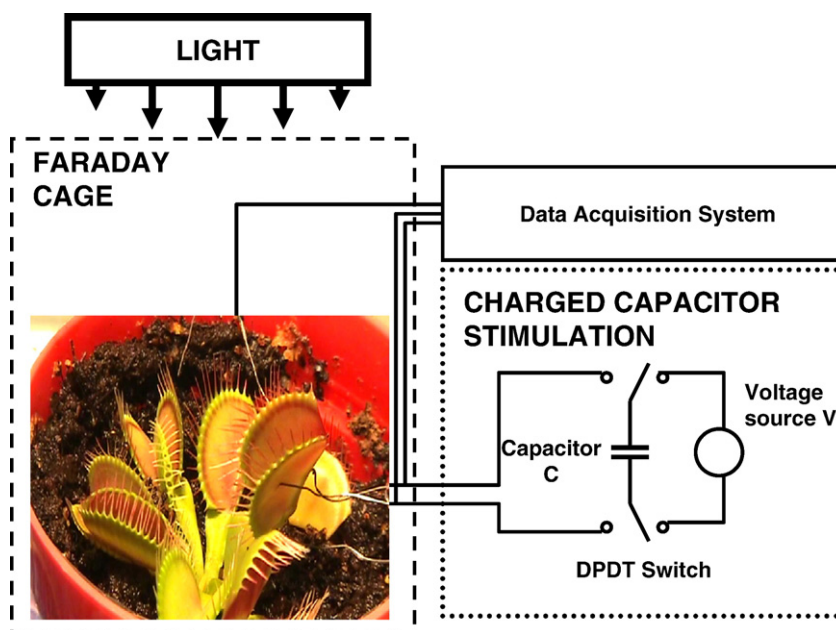 LIGHT
FARADAY
CAGE
Data Acquisition System
CHARGED CAPACITOR
STIMULATION
Voltage
source V
Capacitor
C
DPDT Switch